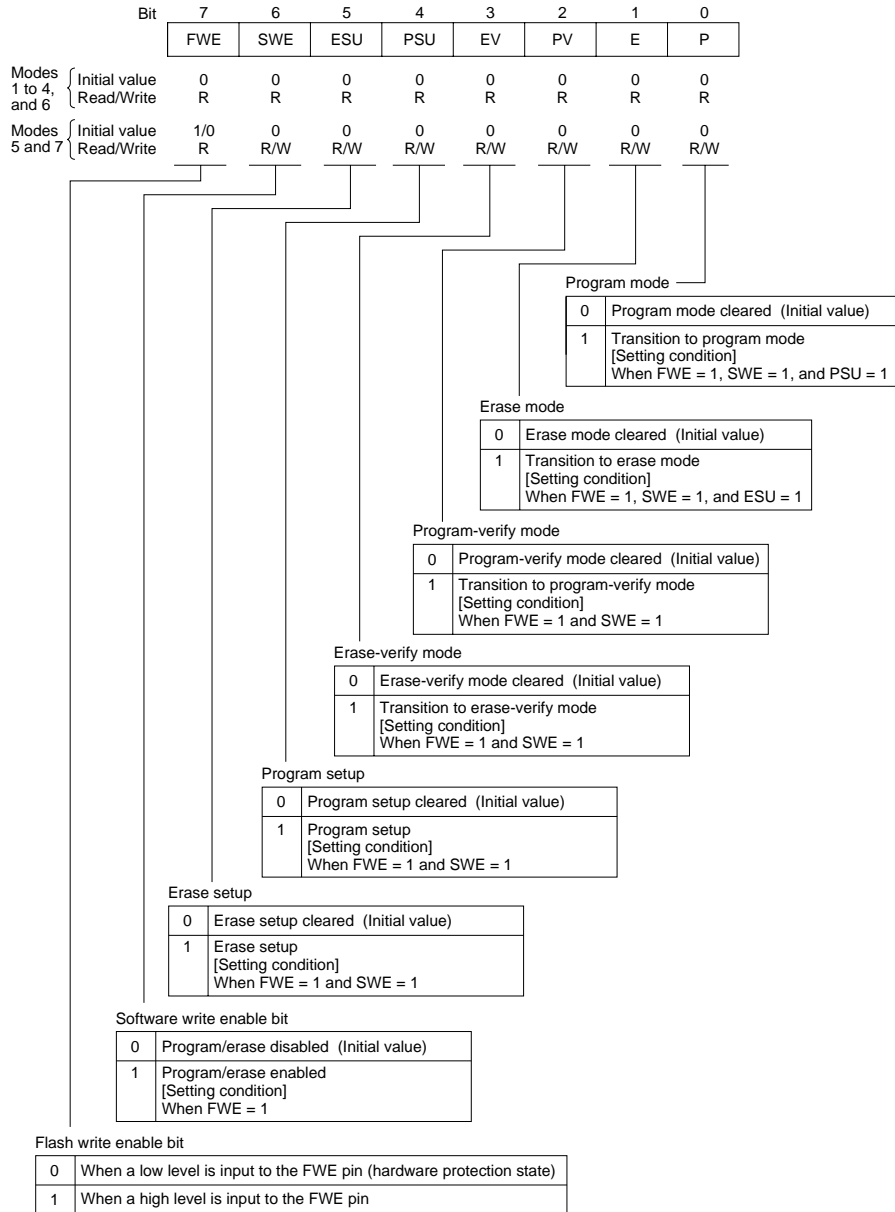 Bit 7 6 5 4 3 2 1 0
FWE SWE ESU PSU EV PV E P
Modes 1 to 4, and 6
Initial value 0 0 0 0 0 0 0 0
Read/Write R R R R R R R R
Modes 5 and 7
Initial value 1/0 0 0 0 0 0 0 0
Read/Write R R/W R/W R/W R/W R/W R/W R/W
Program mode
0 Program mode cleared (Initial value)
1 Transition to program mode
[Setting condition]
When FWE = 1, SWE = 1, and PSU = 1
Erase mode
0 Erase mode cleared (Initial value)
1 Transition to erase mode
[Setting condition]
When FWE = 1, SWE = 1, and ESU = 1
Program-verify mode
0 Program-verify mode cleared (Initial value)
1 Transition to program-verify mode
[Setting condition]
When FWE = 1 and SWE = 1
Erase-verify mode
0 Erase-verify mode cleared (Initial value)
1 Transition to erase-verify mode
[Setting condition]
When FWE = 1 and SWE = 1
Program setup
0 Program setup cleared (Initial value)
1 Program setup
[Setting condition]
When FWE = 1 and SWE = 1
Erase setup
0 Erase setup cleared (Initial value)
1 Erase setup
[Setting condition]
When FWE = 1 and SWE = 1
Software write enable bit
0 Program/erase disabled (Initial value)
1 Program/erase enabled
[Setting condition]
When FWE = 1
Flash write enable bit
0 When a low level is input to the FWE pin (hardware protection state)
1 When a high level is input to the FWE pin